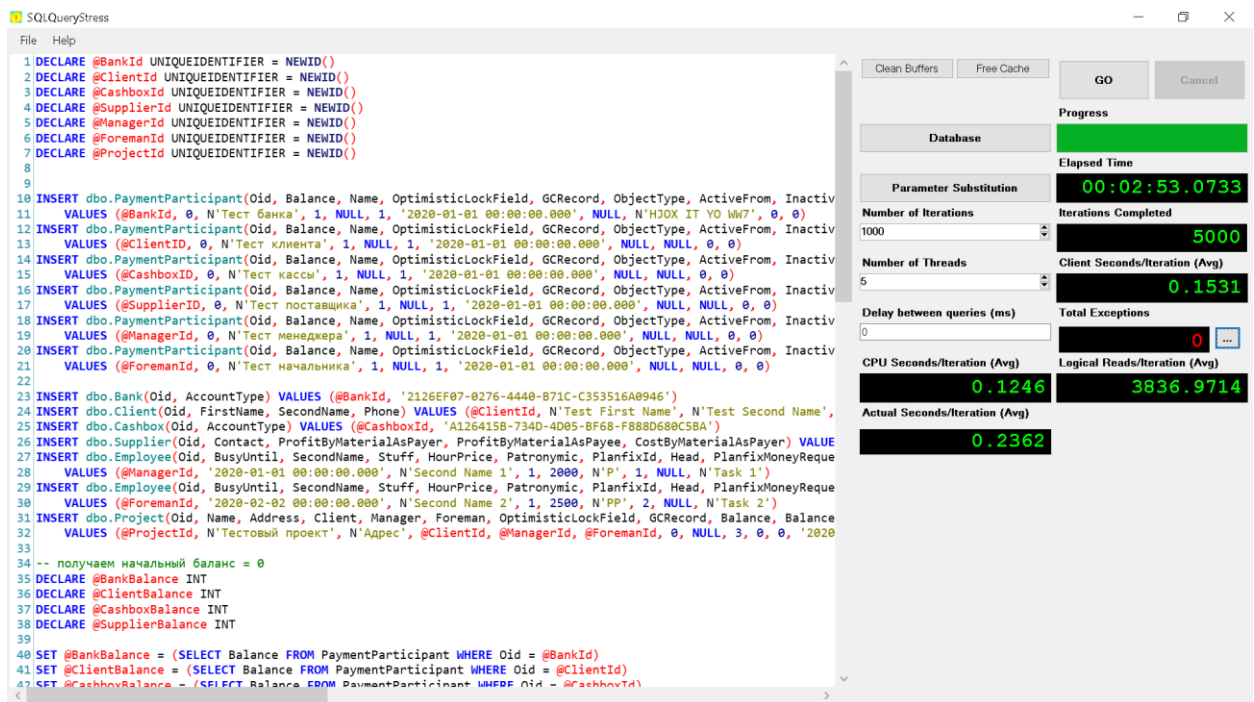 SQLQueryStress
File Help
1 DECLARE @BankId UNIQUEIDENTIFIER = NEWID()
2 DECLARE @ClientId UNIQUEIDENTIFIER = NEWID()
3 DECLARE @CashboxId UNIQUEIDENTIFIER = NEWID()
4 DECLARE @SupplierId UNIQUEIDENTIFIER = NEWID()
5 DECLARE @ManagerId UNIQUEIDENTIFIER = NEWID()
6 DECLARE @ForemanId UNIQUEIDENTIFIER = NEWID()
7 DECLARE @ProjectId UNIQUEIDENTIFIER = NEWID()
8
9
10 INSERT dbo.PaymentParticipant(Oid, Balance, Name, OptimisticLockField, GCRecord, ObjectType, ActiveFrom, Inactiv
11 VALUES (@BankId, 0, N'Тест банка', 1, NULL, 1, '2020-01-01 00:00:00.000', NULL, N'HJOX IT YO WW7', 0, 0)
12 INSERT dbo.PaymentParticipant(Oid, Balance, Name, OptimisticLockField, GCRecord, ObjectType, ActiveFrom, Inactiv
13 VALUES (@ClientID, 0, N'Тест клиента', 1, NULL, 1, '2020-01-01 00:00:00.000', NULL, NULL, 0, 0)
14 INSERT dbo.PaymentParticipant(Oid, Balance, Name, OptimisticLockField, GCRecord, ObjectType, ActiveFrom, Inactiv
15 VALUES (@CashboxID, 0, N'Тест кассы', 1, NULL, 1, '2020-01-01 00:00:00.000', NULL, NULL, 0, 0)
16 INSERT dbo.PaymentParticipant(Oid, Balance, Name, OptimisticLockField, GCRecord, ObjectType, ActiveFrom, Inactiv
17 VALUES (@SupplierID, 0, N'Тест поставщика', 1, NULL, 1, '2020-01-01 00:00:00.000', NULL, NULL, 0, 0)
18 INSERT dbo.PaymentParticipant(Oid, Balance, Name, OptimisticLockField, GCRecord, ObjectType, ActiveFrom, Inactiv
19 VALUES (@ManagerId, 0, N'Тест менеджера', 1, NULL, 1, '2020-01-01 00:00:00.000', NULL, NULL, 0, 0)
20 INSERT dbo.PaymentParticipant(Oid, Balance, Name, OptimisticLockField, GCRecord, ObjectType, ActiveFrom, Inactiv
21 VALUES (@ForemanId, 0, N'Тест начальника', 1, NULL, 1, '2020-01-01 00:00:00.000', NULL, NULL, 0, 0)
22
23 INSERT dbo.Bank(Oid, AccountType) VALUES (@BankId, '2126EF07-0276-4440-B71C-C353516A0946')
24 INSERT dbo.Client(Oid, FirstName, SecondName, Phone) VALUES (@ClientId, N'Test First Name', N'Test Second Name',
25 INSERT dbo.Cashbox(Oid, AccountType) VALUES (@CashboxId, 'A126415B-734D-4D05-BF68-F888D680C5BA')
26 INSERT dbo.Supplier(Oid, Contact, ProfitByMaterialAsPayer, ProfitByMaterialAsPayee, CostByMaterialAsPayer) VALUE
27 INSERT dbo.Employee(Oid, BusyUntil, SecondName, Stuff, HourPrice, Patronymic, PlanfixId, Head, PlanfixMoneyReque
28 VALUES (@ManagerId, '2020-01-01 00:00:00.000', N'Second Name 1', 1, 2000, N'P', 1, NULL, N'Task 1')
29 INSERT dbo.Employee(Oid, BusyUntil, SecondName, Stuff, HourPrice, Patronymic, PlanfixId, Head, PlanfixMoneyReque
30 VALUES (@ForemanId, '2020-02-02 00:00:00.000', N'Second Name 2', 1, 2500, N'PP', 2, NULL, N'Task 2')
31 INSERT dbo.Project(Oid, Name, Address, Client, Manager, Foreman, OptimisticLockField, GCRecord, Balance, Balance
32 VALUES (@ProjectId, N'Тестовый проект', N'Адрес', @ClientId, @ManagerId, @ForemanId, 0, NULL, 3, 0, 0, '2020
33
34 -- получаем начальный баланс = 0
35 DECLARE @BankBalance INT
36 DECLARE @ClientBalance INT
37 DECLARE @CashboxBalance INT
38 DECLARE @SupplierBalance INT
39
40 SET @BankBalance = (SELECT Balance FROM PaymentParticipant WHERE Oid = @BankId)
41 SET @ClientBalance = (SELECT Balance FROM PaymentParticipant WHERE Oid = @ClientId)
42 SET @CashboxBalance = (SELECT Balance FROM PaymentParticipant WHERE Oid = @CashboxId)
Clean Buffers Free Cache
GO Cancel
Progress
Database
Elapsed Time
Parameter Substitution 00:02:53.0733
Number of Iterations Iterations Completed
1000 5000
Number of Threads Client Seconds/Iteration (Avg)
5 0.1531
Delay between queries (ms) Total Exceptions
0 0 ...
CPU Seconds/Iteration (Avg) Logical Reads/Iteration (Avg)
0.1246 3836.9714
Actual Seconds/Iteration (Avg)
0.2362